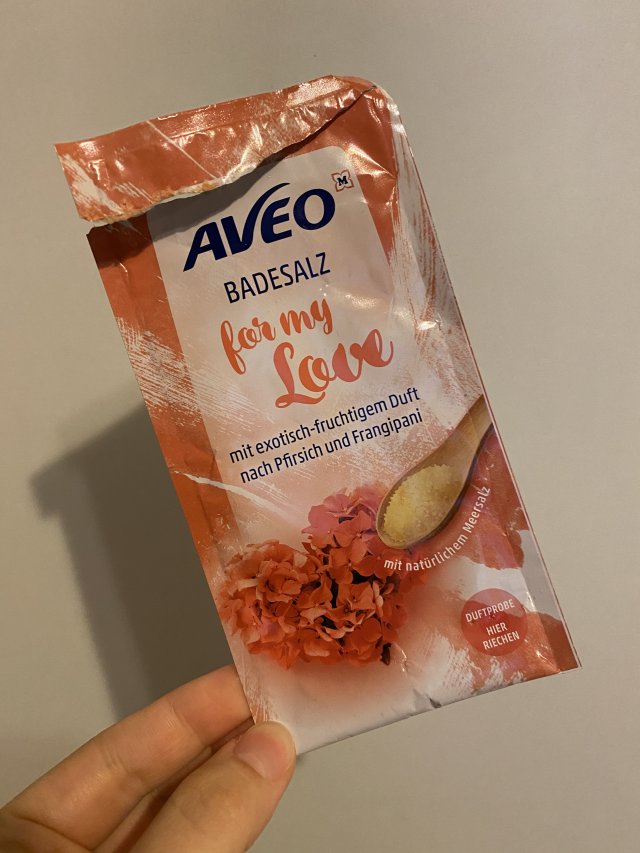 AVEO
M
BADESALZ
for my
Love
mit exotisch-fruchtigem Duft
nach Pfirsich und Frangipani
mit natürlichem Meersalz
DUFTPROBE
HIER
RIECHEN